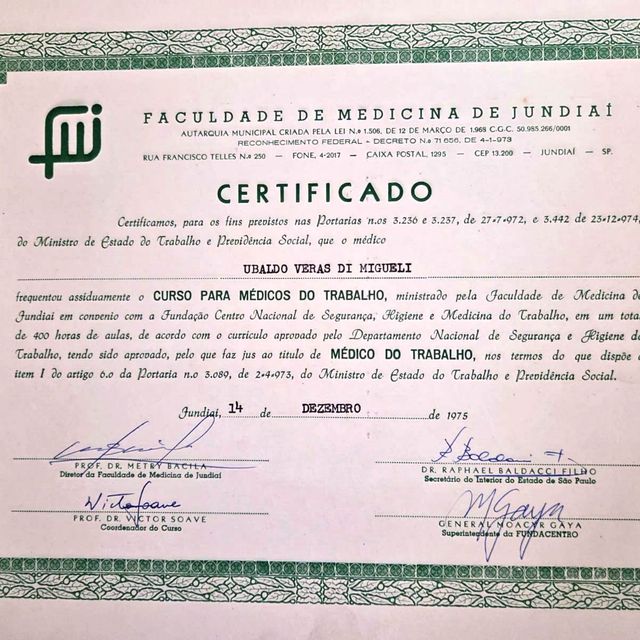 FACULDADE DE MEDICINA DE JUNDIAÍ
AUTARQUIA MUNICIPAL CRIADA PELA LEI N.º 1.506, DE 12 DE MARÇO DE 1.968 C.G.C. 50.985.266/0001
RECONHECIMENTO FEDERAL - DECRETO N.º 71 656, DE 4-1-973
RUA FRANCISCO TELLES N.º 250 — FONE, 4-2017 — CAIXA POSTAL, 1295 — CEP 13.200 — JUNDIAÍ — SP.
CERTIFICADO
Certificamos, para os fins previstos nas Portarias n.os 3.236 e 3.237, de 27-7-972, e 3.442 de 23-12-974,
do Ministro de Estado do Trabalho e Previdência Social, que o médico
UBALDO VERAS DI MIGUELI
frequentou assiduamente o CURSO PARA MÉDICOS DO TRABALHO, ministrado pela Faculdade de Medicina de
Jundiaí em convenio com a Fundação Centro Nacional de Segurança, Higiene e Medicina do Trabalho, em um total
de 400 horas de aulas, de acordo com o currículo aprovado pelo Departamento Nacional de Segurança e Higiene do
Trabalho, tendo sido aprovado, pelo que faz jus ao titulo de MÉDICO DO TRABALHO, nos termos do que dispõe o
item I do artigo 6.o da Portaria n.o 3.089, de 2-4-973, do Ministro de Estado do Trabalho e Previdência Social.
Jundiaí, 14 de DEZEMBRO de 1975
PROF. DR. METRY BACILA
Diretor da Faculdade de Medicina de Jundiaí
R Baldacci F.
DR. RAPHAEL BALDACCI FILHO
Secretário do Interior do Estado de São Paulo
Victor Soave
PROF. DR. VICTOR SOAVE
Coordenador do Curso
M Gaya
GENERAL MOACYR GAYA
Superintendente da FUNDACENTRO